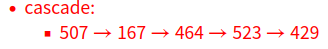 • cascade:
▪ 507 → 167 → 464 → 523 → 429